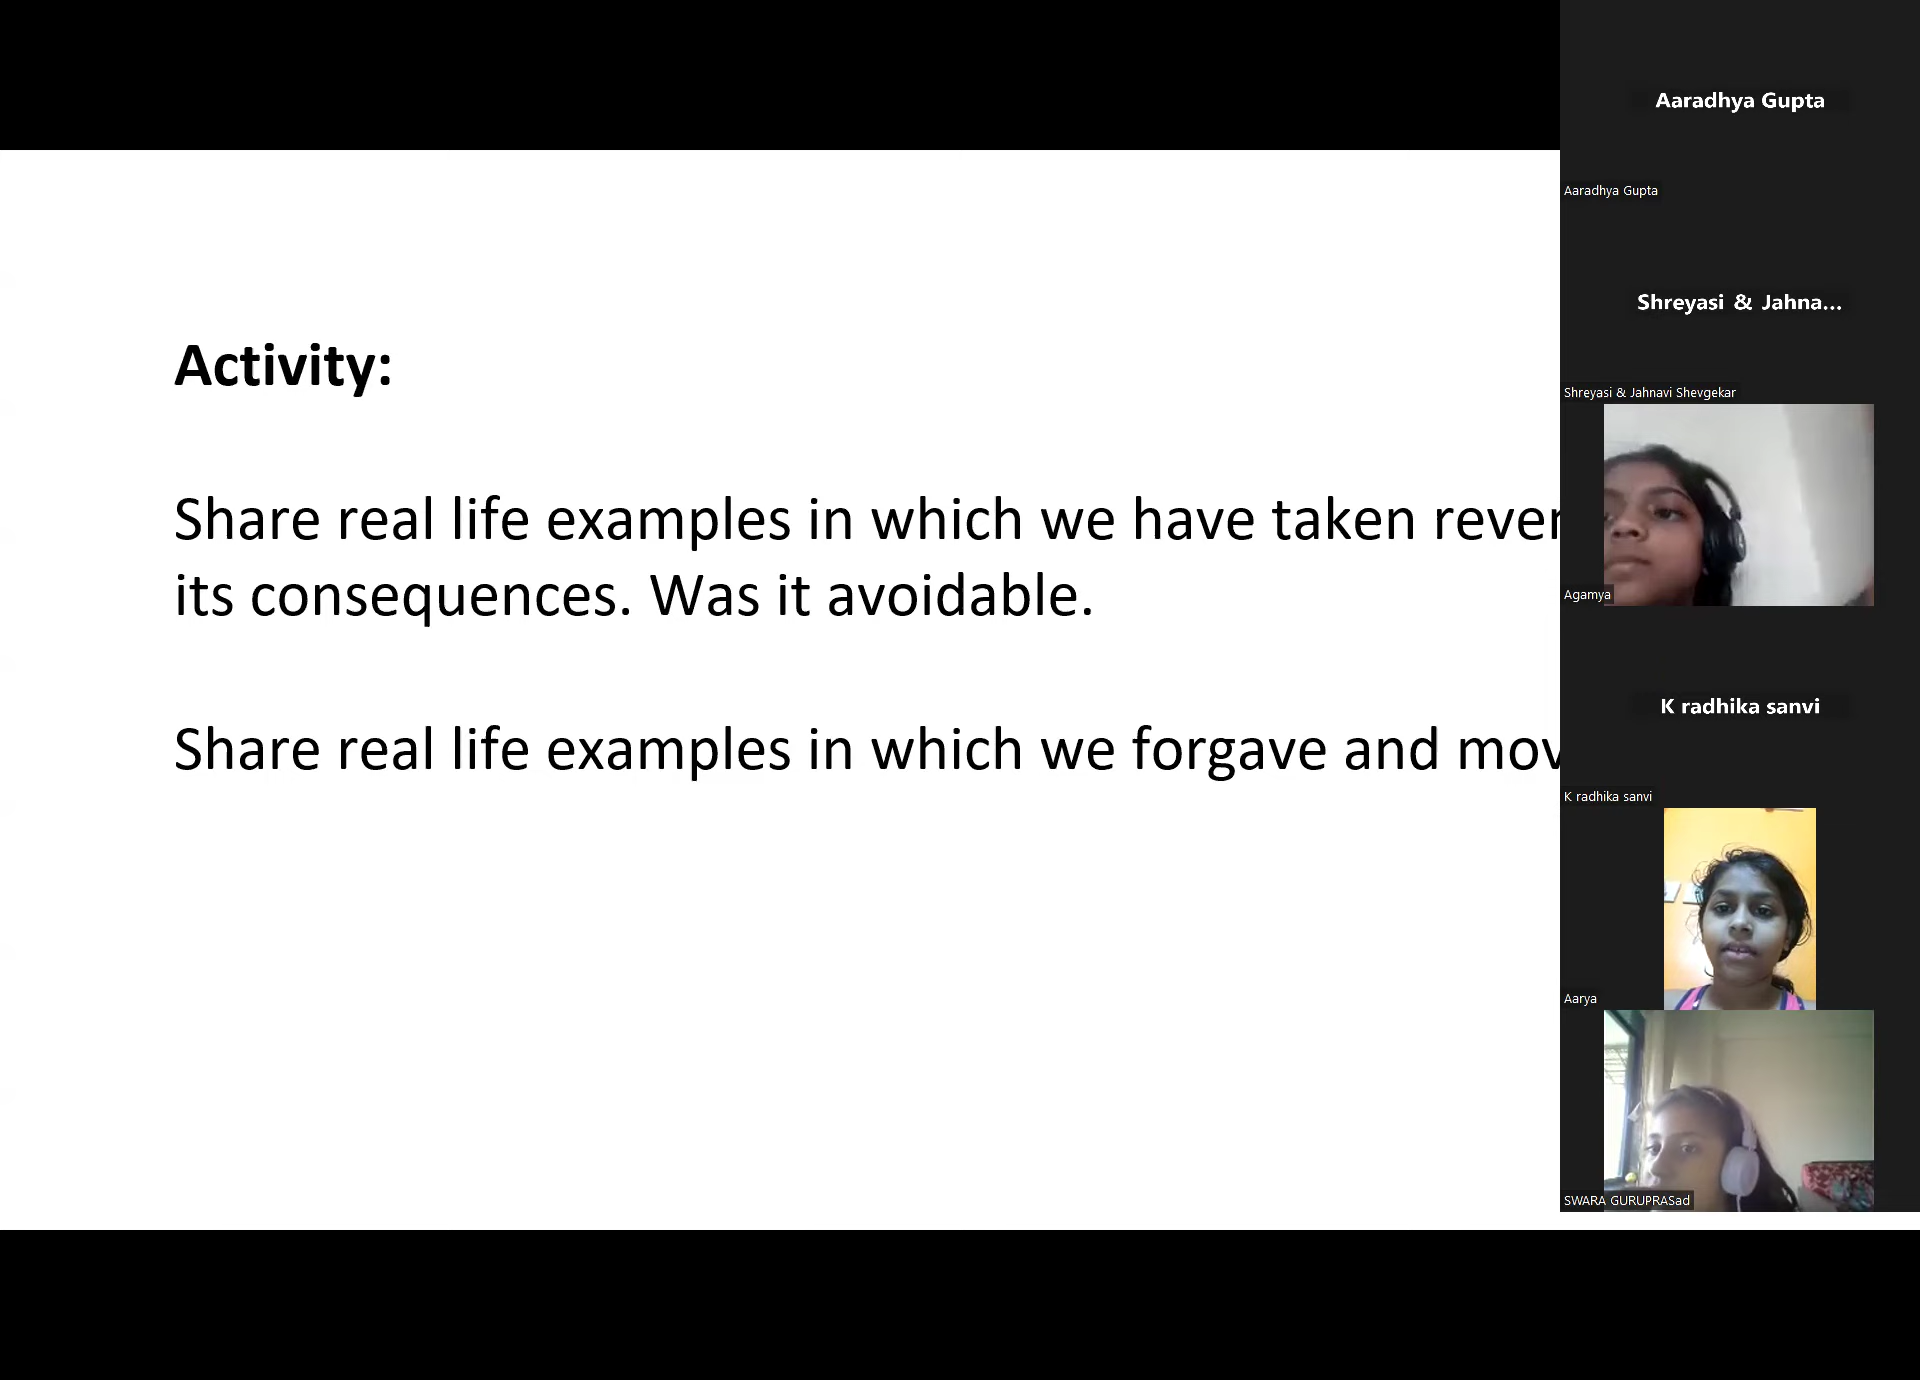 Activity:
Share real life examples in which we have taken
its consequences. Was it avoidable.
Share real life examples in which we forgave and
Aaradhya Gupta
Aaradhya Gupta
Shreyasi & Jahna...
Shreyasi & Jahnavi Shevgekar
Agamya
K radhika sanvi
K radhika sanvi
Aarya
SWARA GURUPRASad